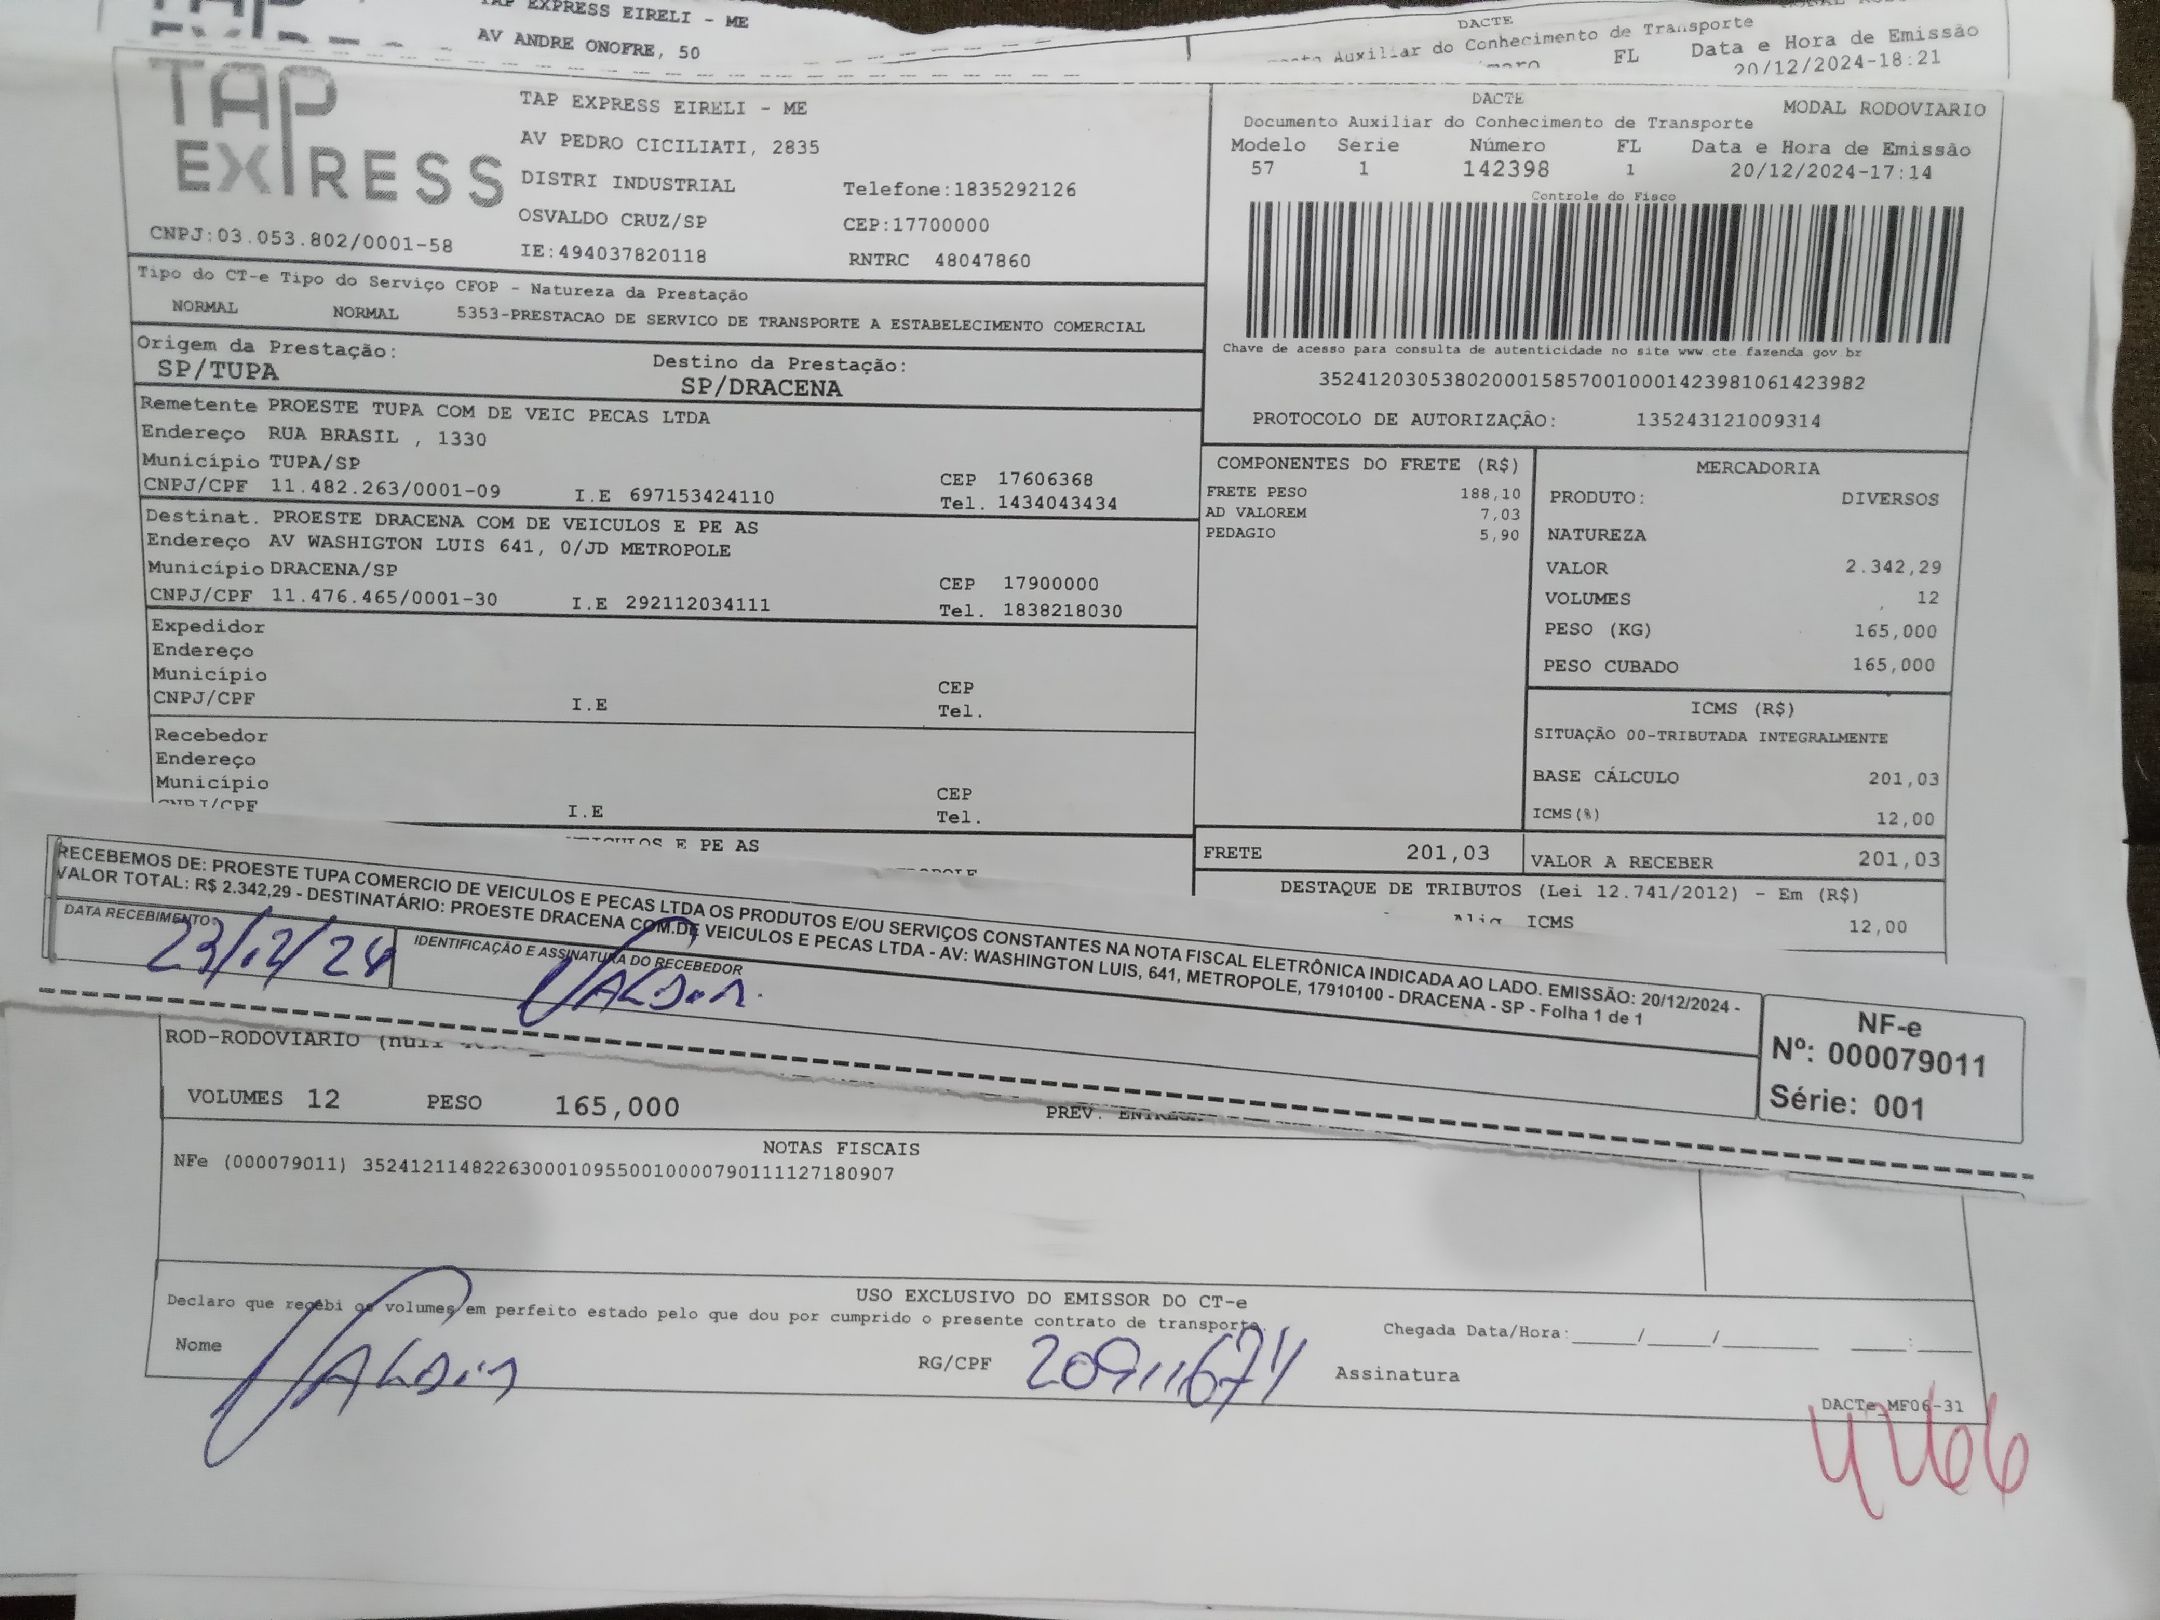 TAP EXPRESS EIRELI - ME
AV ANDRE ONOFRE, 50
DACTE
Auxiliar do Conhecimento de Transporte
FL Data e Hora de Emissão
20/12/2024-18:21
TAP EXPRESS
TAP EXPRESS EIRELI - ME
AV PEDRO CICILIATI, 2835
DISTRI INDUSTRIAL Telefone:1835292126
OSVALDO CRUZ/SP CEP:17700000
CNPJ:03.053.802/0001-58 IE:494037820118 RNTRC 48047860
DACTE MODAL RODOVIARIO
Documento Auxiliar do Conhecimento de Transporte
Modelo Serie Número FL Data e Hora de Emissão
57 1 142398 1 20/12/2024-17:14
Controle do Fisco
Chave de acesso para consulta de autenticidade no site www.cte.fazenda.gov.br
35241203053802000158570010001423981061423982
PROTOCOLO DE AUTORIZAÇÂO: 135243121009314
Tipo do CT-e Tipo do Serviço CFOP - Natureza da Prestação
NORMAL NORMAL 5353-PRESTACAO DE SERVICO DE TRANSPORTE A ESTABELECIMENTO COMERCIAL
Origem da Prestação: Destino da Prestação:
SP/TUPA SP/DRACENA
Remetente PROESTE TUPA COM DE VEIC PECAS LTDA
Endereço RUA BRASIL , 1330
Município TUPA/SP CEP 17606368
CNPJ/CPF 11.482.263/0001-09 I.E 697153424110 Tel. 1434043434
Destinat. PROESTE DRACENA COM DE VEICULOS E PE AS
Endereço AV WASHIGTON LUIS 641, 0/JD METROPOLE
Município DRACENA/SP CEP 17900000
CNPJ/CPF 11.476.465/0001-30 I.E 292112034111 Tel. 1838218030
Expedidor
Endereço
Município CEP
CNPJ/CPF I.E Tel.
Recebedor
Endereço
Município CEP
CNPJ/CPF I.E Tel.
E PE AS
COMPONENTES DO FRETE (R$)
FRETE PESO 188,10
AD VALOREM 7,03
PEDAGIO 5,90
MERCADORIA
PRODUTO: DIVERSOS
NATUREZA
VALOR 2.342,29
VOLUMES 12
PESO (KG) 165,000
PESO CUBADO 165,000
ICMS (R$)
SITUAÇÃO 00-TRIBUTADA INTEGRALMENTE
BASE CÁLCULO 201,03
ICMS(%) 12,00
FRETE 201,03 VALOR A RECEBER 201,03
DESTAQUE DE TRIBUTOS (Lei 12.741/2012) - Em (R$)
Aliq ICMS 12,00
RECEBEMOS DE: PROESTE TUPA COMERCIO DE VEICULOS E PECAS LTDA OS PRODUTOS E/OU SERVIÇOS CONSTANTES NA NOTA FISCAL ELETRÔNICA INDICADA AO LADO. EMISSÃO: 20/12/2024 -
VALOR TOTAL: R$ 2.342,29 - DESTINATÁRIO: PROESTE DRACENA COM.DE VEICULOS E PECAS LTDA - AV: WASHINGTON LUIS, 641, METROPOLE, 17910100 - DRACENA - SP - Folha 1 de 1
DATA RECEBIMENTO IDENTIFICAÇÃO E ASSINATURA DO RECEBEDOR
23/12/24 Valdir
NF-e
Nº: 000079011
Série: 001
ROD-RODOVIARIO (null
VOLUMES 12 PESO 165,000 PREV. ENTREGA
NOTAS FISCAIS
NFe (000079011) 35241211482263000109550010000790111127180907
USO EXCLUSIVO DO EMISSOR DO CT-e
Declaro que recebi os volumes em perfeito estado pelo que dou por cumprido o presente contrato de transporte.
Chegada Data/Hora:_____/_____/________ ____:____
Nome Valdir RG/CPF Assinatura
DACTe_MF06-31